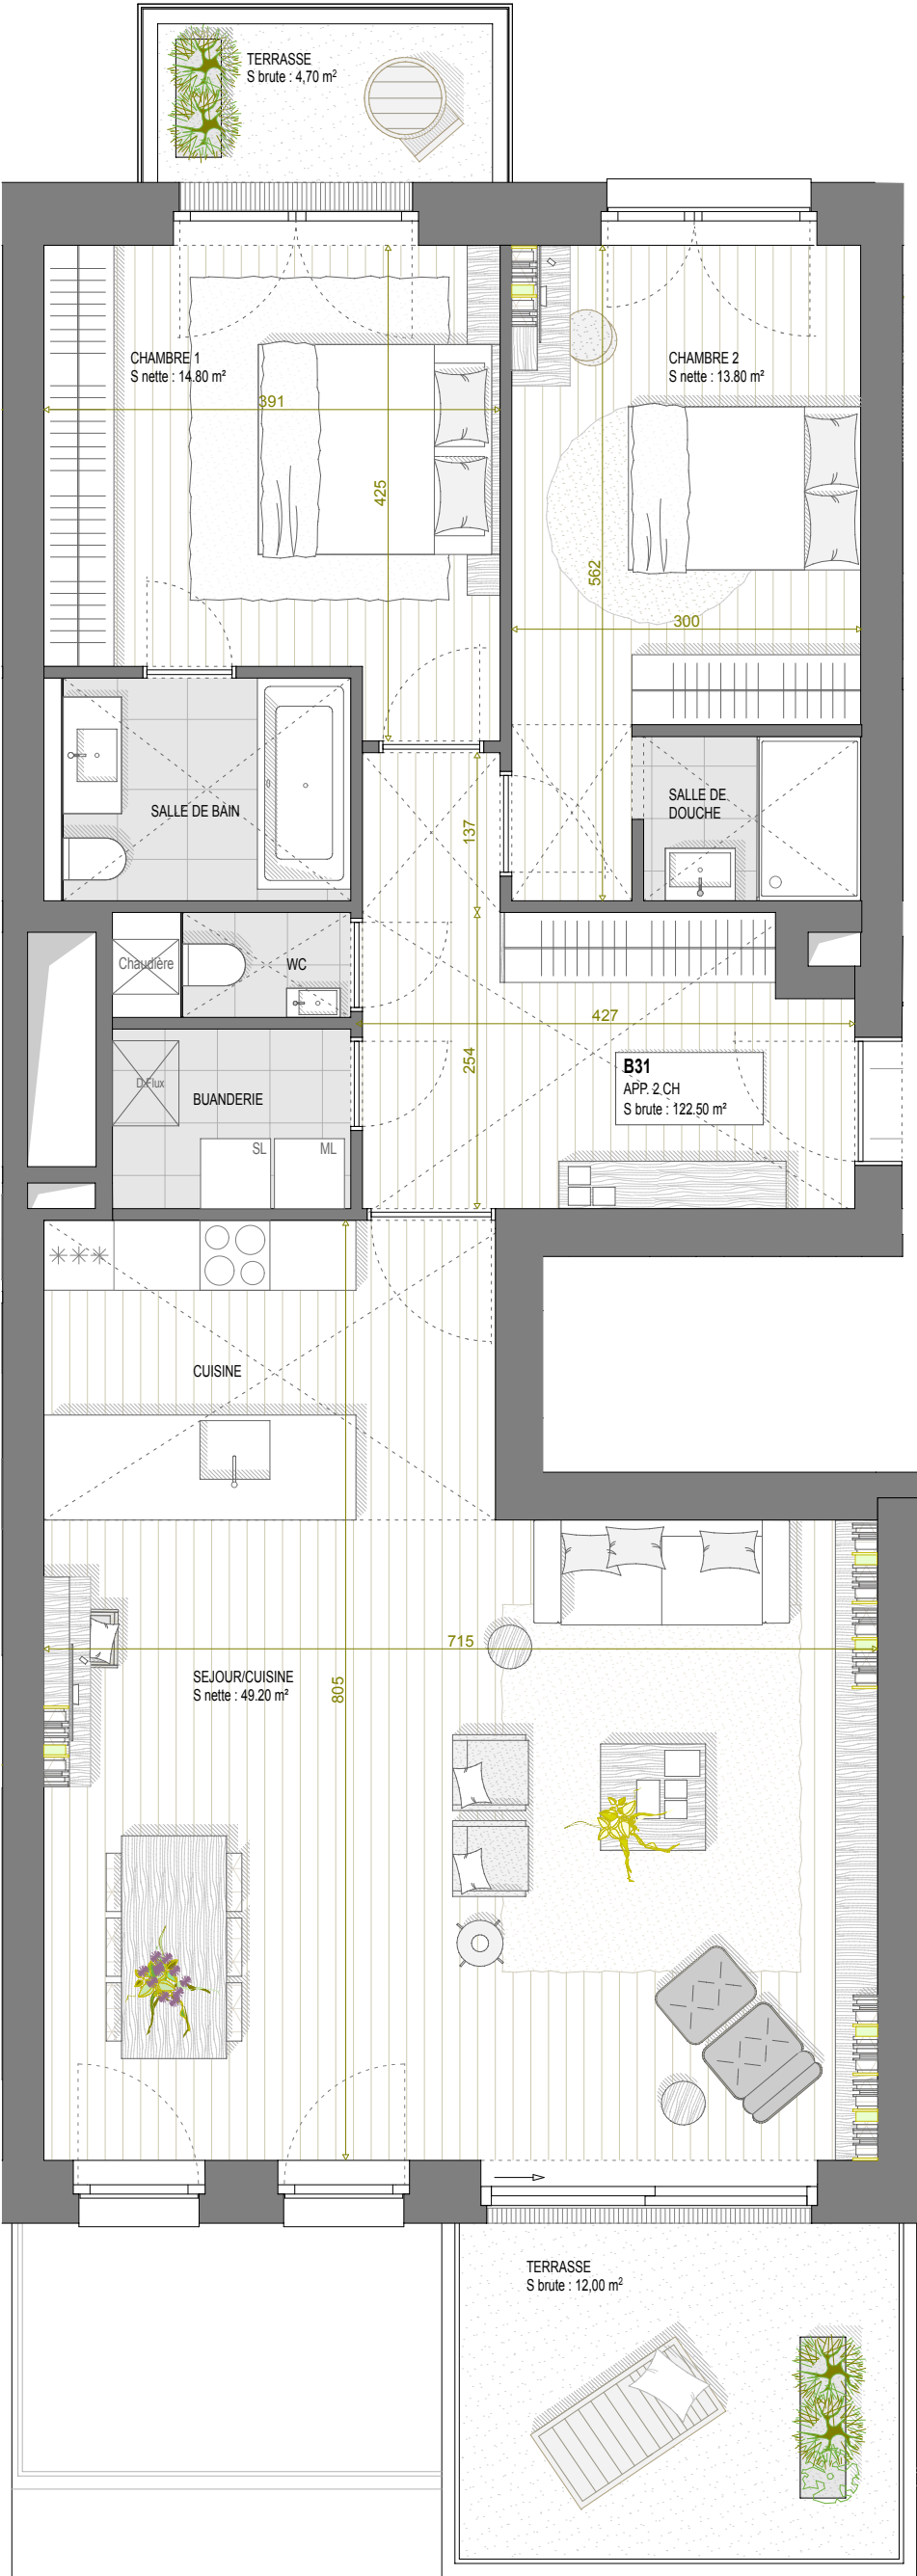 TERRASSE
S brute : 4,70 m²
CHAMBRE 1
S nette : 14.80 m²
CHAMBRE 2
S nette : 13.80 m²
391
425
562
300
SALLE DE BAIN
SALLE DE
DOUCHE
137
Chaudière
WC
427
254
B31
APP. 2 CH
S brute : 122.50 m²
D.Flux
BUANDERIE
SL
ML
CUISINE
715
SEJOUR/CUISINE
S nette : 49.20 m²
805
TERRASSE
S brute : 12,00 m²